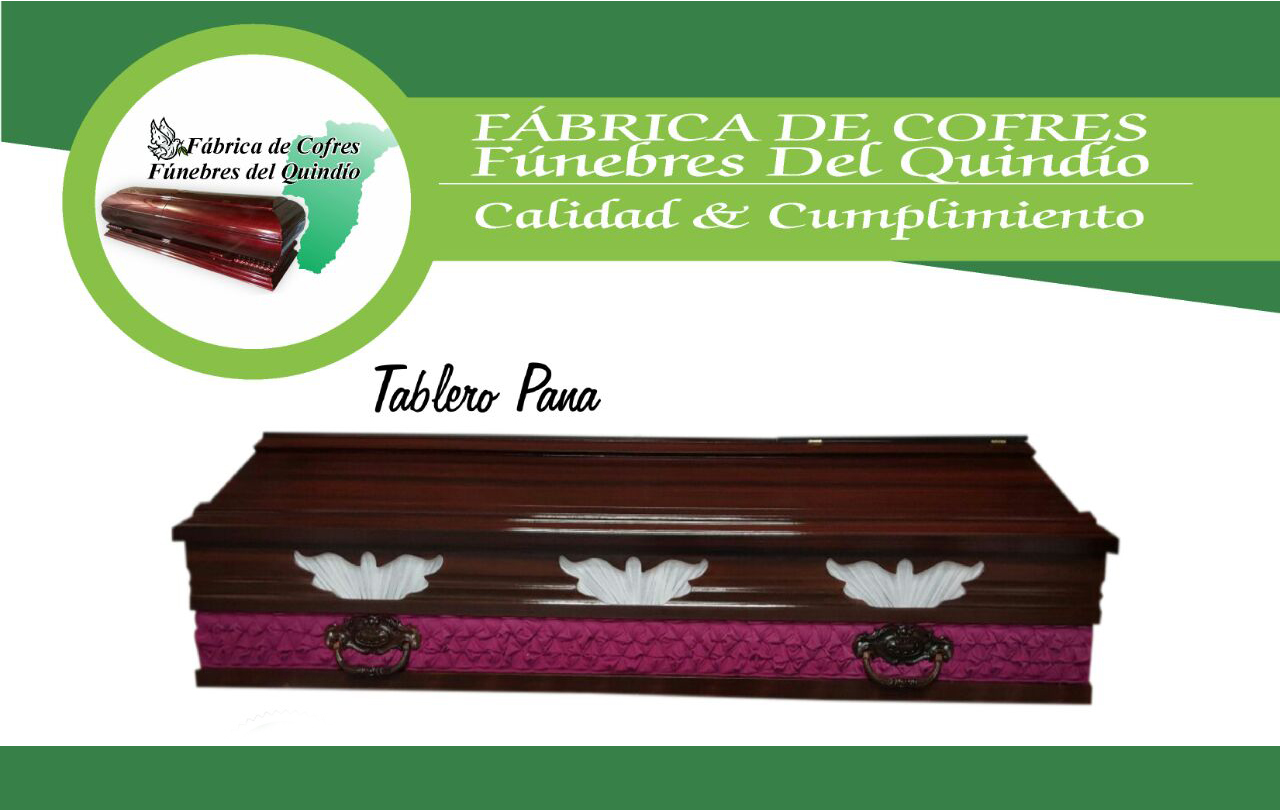 Fábrica de Cofres
Fúnebres del Quindío
FÁBRICA DE COFRES
Fúnebres Del Quindío
Calidad & Cumplimiento
Tablero Pana